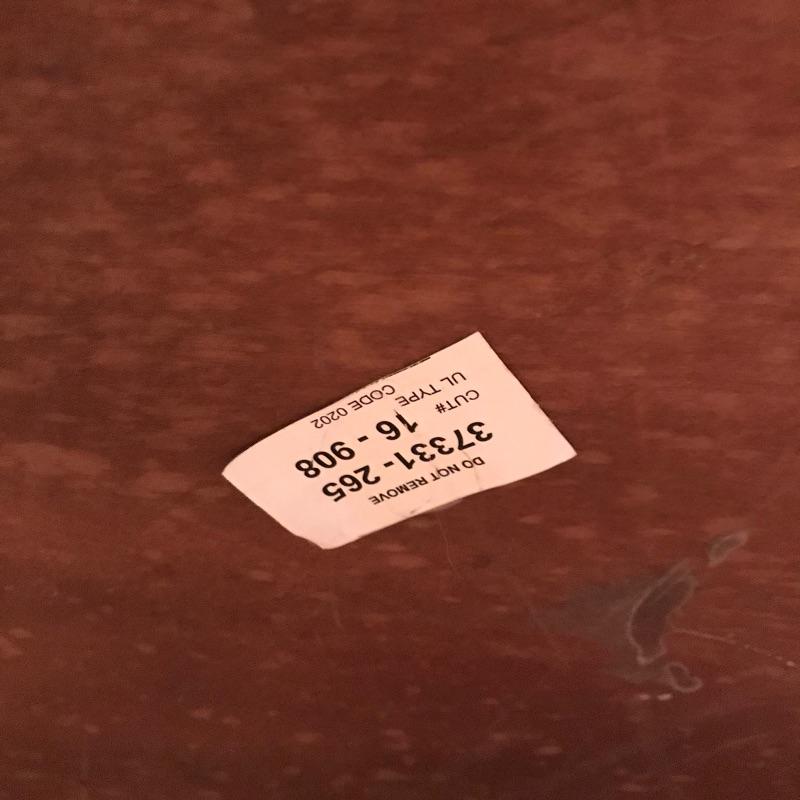 DO NOT REMOVE
37331-265
CUT# 16 - 908
UL TYPE CODE 0202